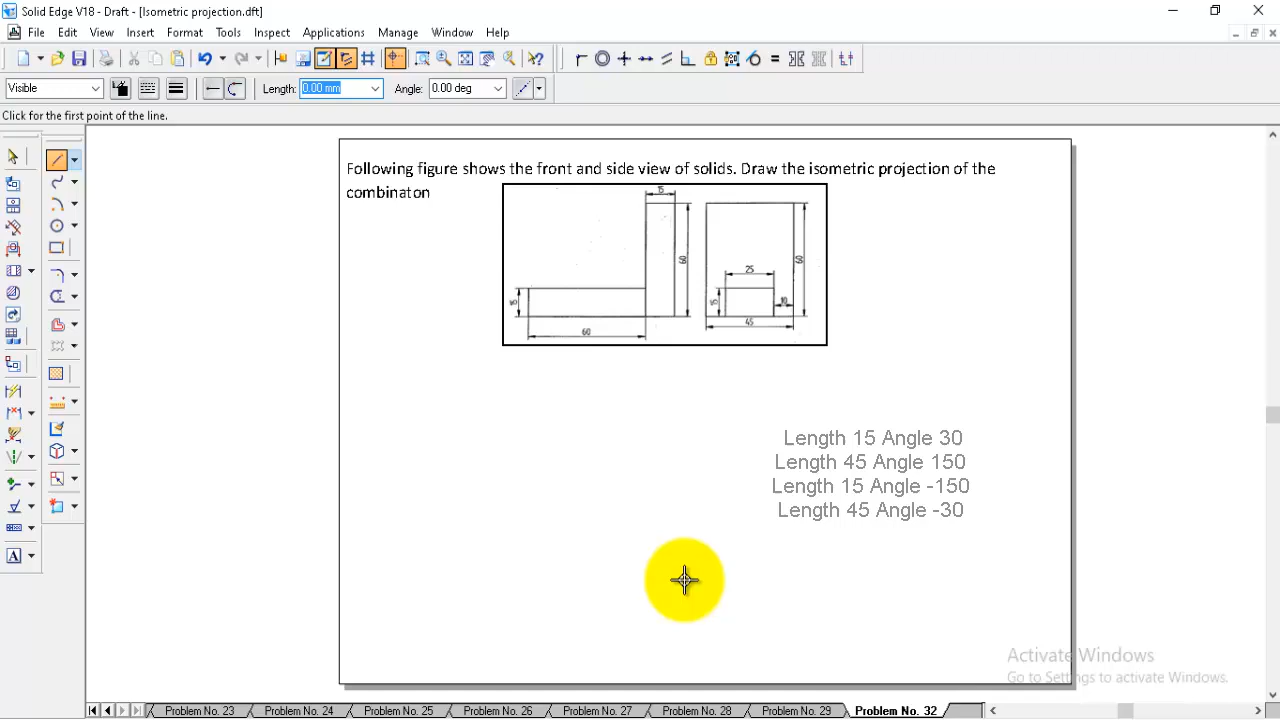 Solid Edge V18 - Draft - [Isometric projection.dft]
File Edit View Insert Format Tools Inspect Applications Manage Window Help
Visible Length: 0.00 mm Angle: 0.00 deg
Click for the first point of the line.
Following figure shows the front and side view of solids. Draw the isometric projection of the
combinaton
15
60
15
60
60
25
15
10
45
Length 15 Angle 30
Length 45 Angle 150
Length 15 Angle -150
Length 45 Angle -30
A
Activate Windows
Go to Settings to activate Windows.
Problem No. 23 Problem No. 24 Problem No. 25 Problem No. 26 Problem No. 27 Problem No. 28 Problem No. 29 Problem No. 32